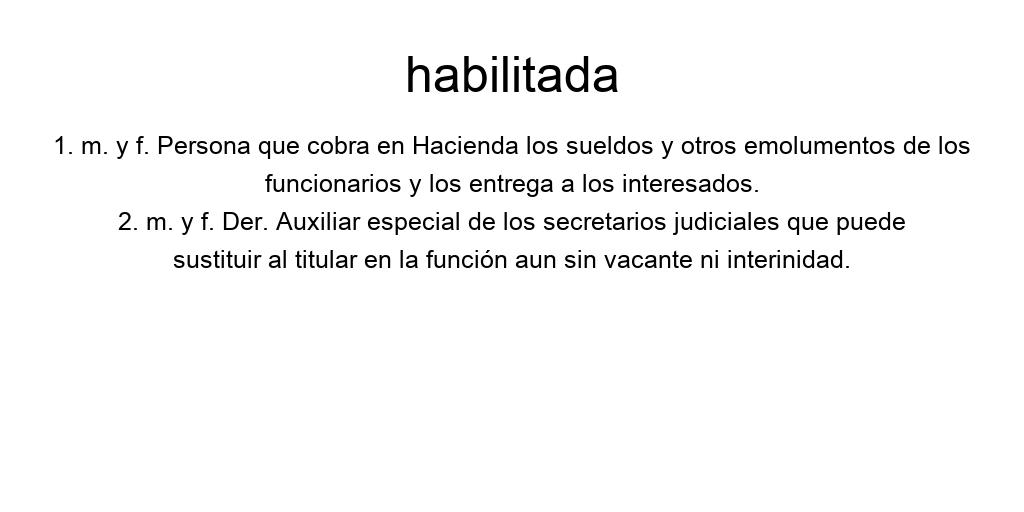 habilitada
1. m. y f. Persona que cobra en Hacienda los sueldos y otros emolumentos de los
funcionarios y los entrega a los interesados.
2. m. y f. Der. Auxiliar especial de los secretarios judiciales que puede
sustituir al titular en la función aun sin vacante ni interinidad.